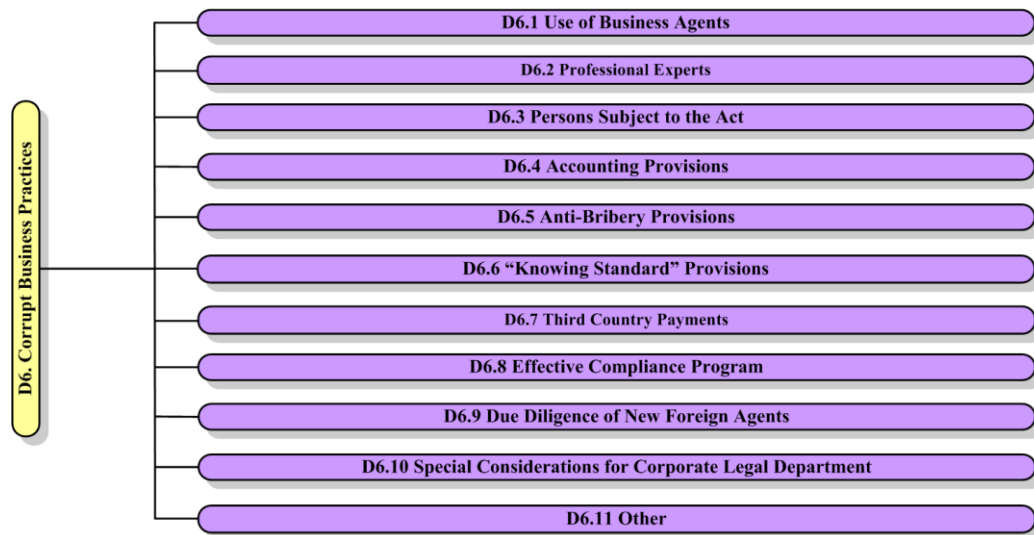 D6. Corrupt Business Practices
D6.1 Use of Business Agents
D6.2 Professional Experts
D6.3 Persons Subject to the Act
D6.4 Accounting Provisions
D6.5 Anti-Bribery Provisions
D6.6 “Knowing Standard” Provisions
D6.7 Third Country Payments
D6.8 Effective Compliance Program
D6.9 Due Diligence of New Foreign Agents
D6.10 Special Considerations for Corporate Legal Department
D6.11 Other